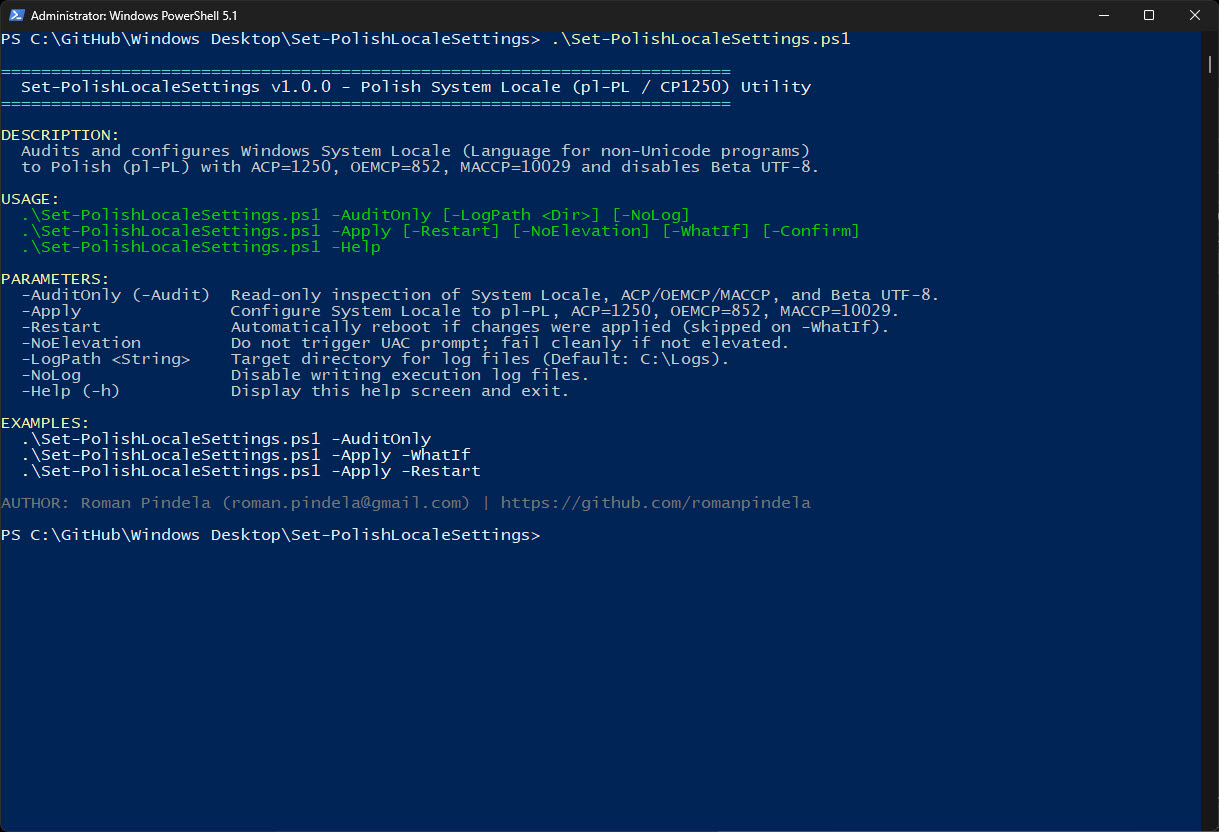 Administrator: Windows PowerShell 5.1
PS C:\GitHub\Windows Desktop\Set-PolishLocaleSettings> .\Set-PolishLocaleSettings.ps1
=========================================================================
  Set-PolishLocaleSettings v1.0.0 - Polish System Locale (pl-PL / CP1250) Utility
=========================================================================
DESCRIPTION:
  Audits and configures Windows System Locale (Language for non-Unicode programs)
  to Polish (pl-PL) with ACP=1250, OEMCP=852, MACCP=10029 and disables Beta UTF-8.
USAGE:
  .\Set-PolishLocaleSettings.ps1 -AuditOnly [-LogPath <Dir>] [-NoLog]
  .\Set-PolishLocaleSettings.ps1 -Apply [-Restart] [-NoElevation] [-WhatIf] [-Confirm]
  .\Set-PolishLocaleSettings.ps1 -Help
PARAMETERS:
  -AuditOnly (-Audit)  Read-only inspection of System Locale, ACP/OEMCP/MACCP, and Beta UTF-8.
  -Apply               Configure System Locale to pl-PL, ACP=1250, OEMCP=852, MACCP=10029.
  -Restart             Automatically reboot if changes were applied (skipped on -WhatIf).
  -NoElevation         Do not trigger UAC prompt; fail cleanly if not elevated.
  -LogPath <String>    Target directory for log files (Default: C:\Logs).
  -NoLog               Disable writing execution log files.
  -Help (-h)           Display this help screen and exit.
EXAMPLES:
  .\Set-PolishLocaleSettings.ps1 -AuditOnly
  .\Set-PolishLocaleSettings.ps1 -Apply -WhatIf
  .\Set-PolishLocaleSettings.ps1 -Apply -Restart
AUTHOR: Roman Pindela (roman.pindela@gmail.com) | https://github.com/romanpindela
PS C:\GitHub\Windows Desktop\Set-PolishLocaleSettings>